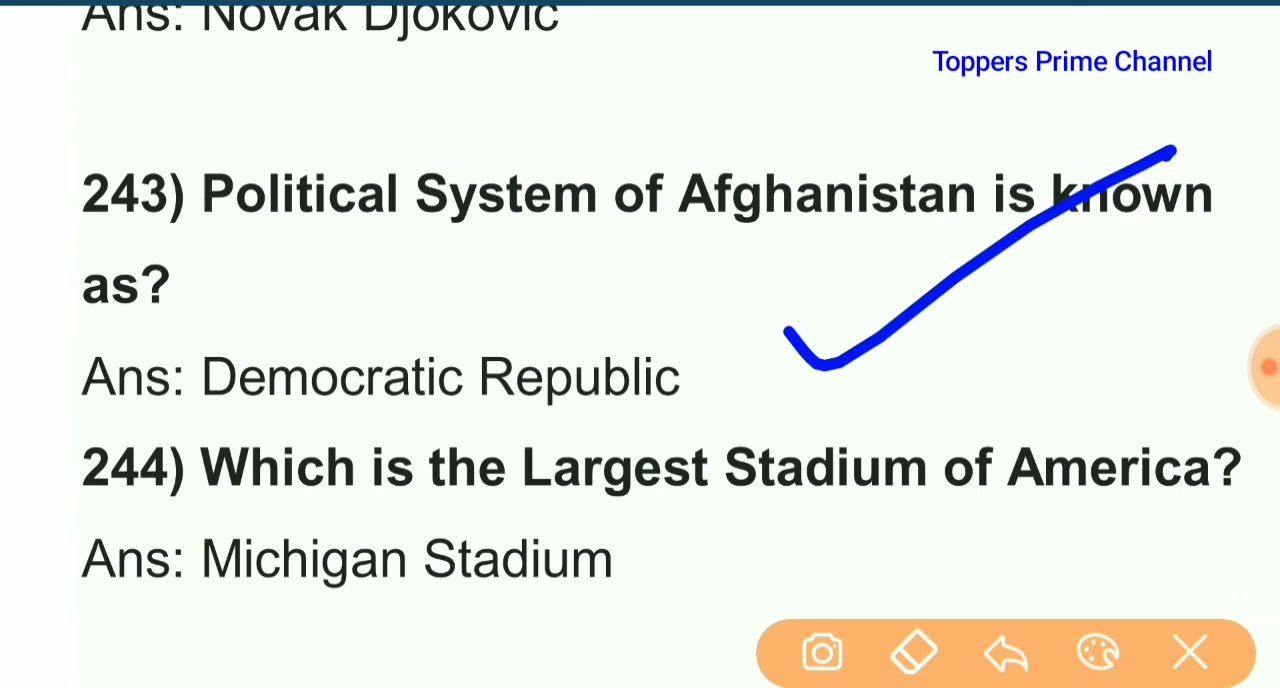 Ans: Novak Djokovic
Toppers Prime Channel
243) Political System of Afghanistan is known
as?
Ans: Democratic Republic
244) Which is the Largest Stadium of America?
Ans: Michigan Stadium